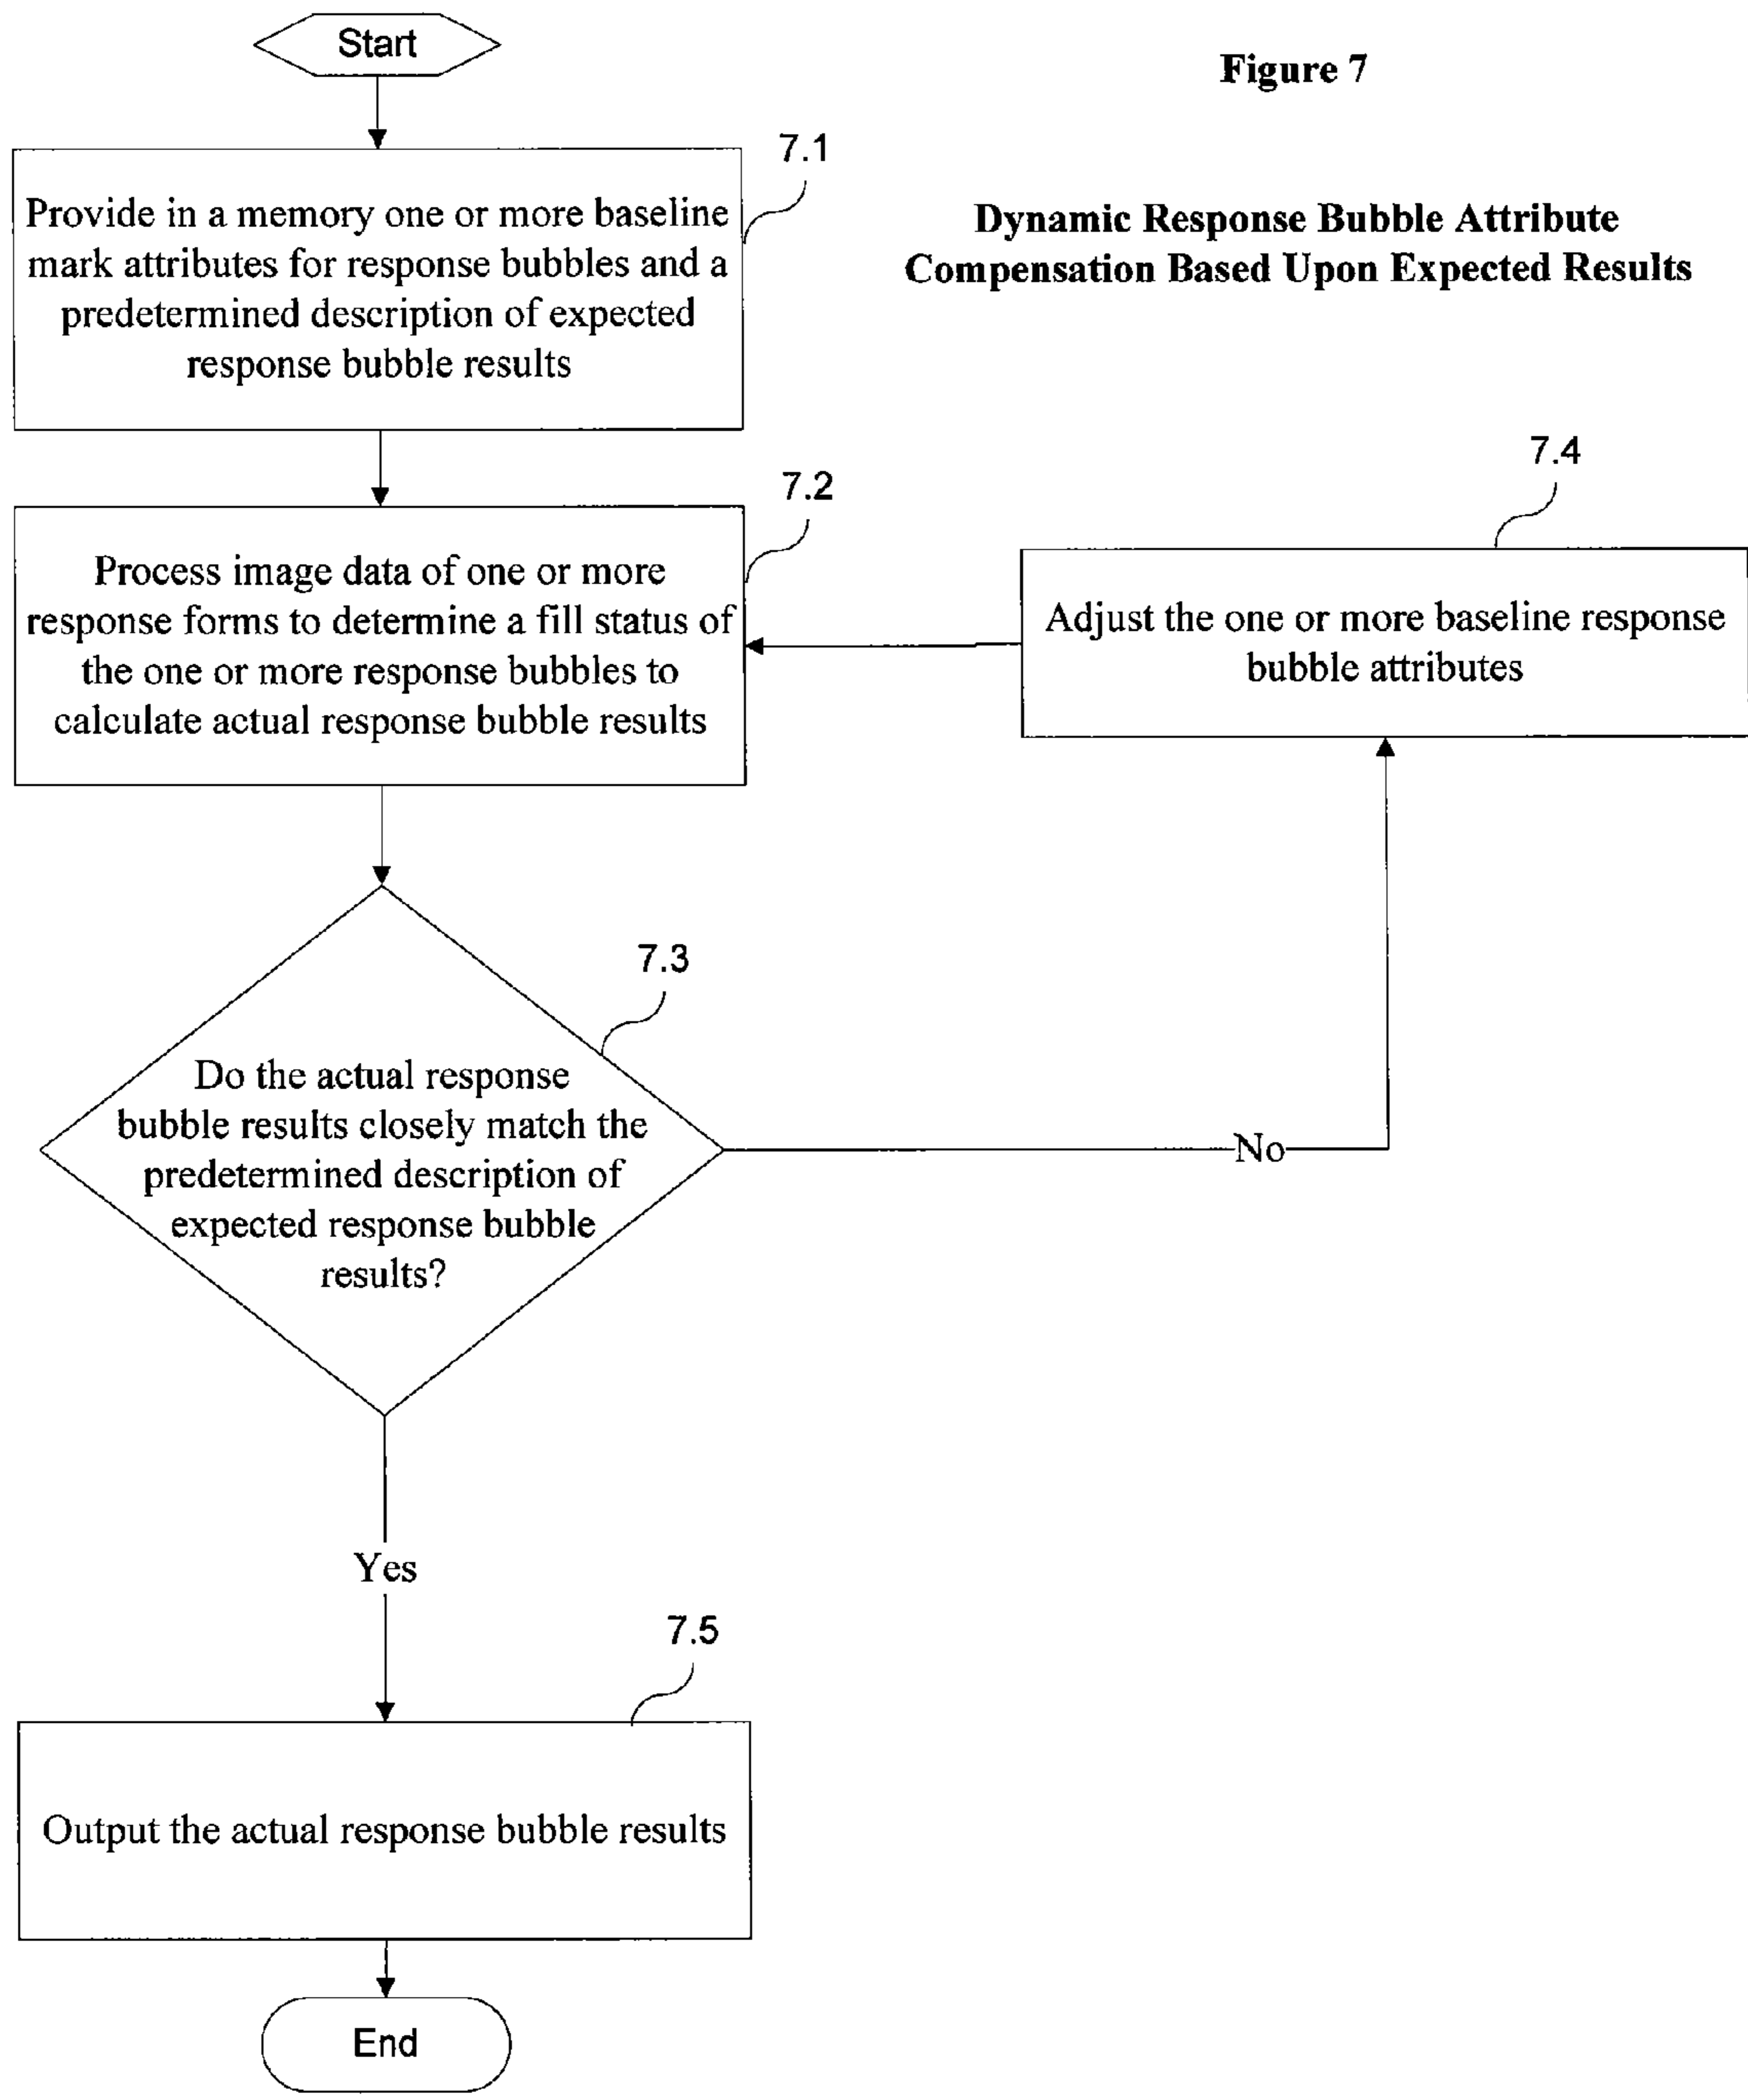 Start
Figure 7
7.1
Provide in a memory one or more baseline
mark attributes for response bubbles and a
predetermined description of expected
response bubble results
Dynamic Response Bubble Attribute
Compensation Based Upon Expected Results
7.2
Process image data of one or more
response forms to determine a fill status of
the one or more response bubbles to
calculate actual response bubble results
7.4
Adjust the one or more baseline response
bubble attributes
7.3
Do the actual response
bubble results closely match the
predetermined description of
expected response bubble
results?
No
Yes
7.5
Output the actual response bubble results
End